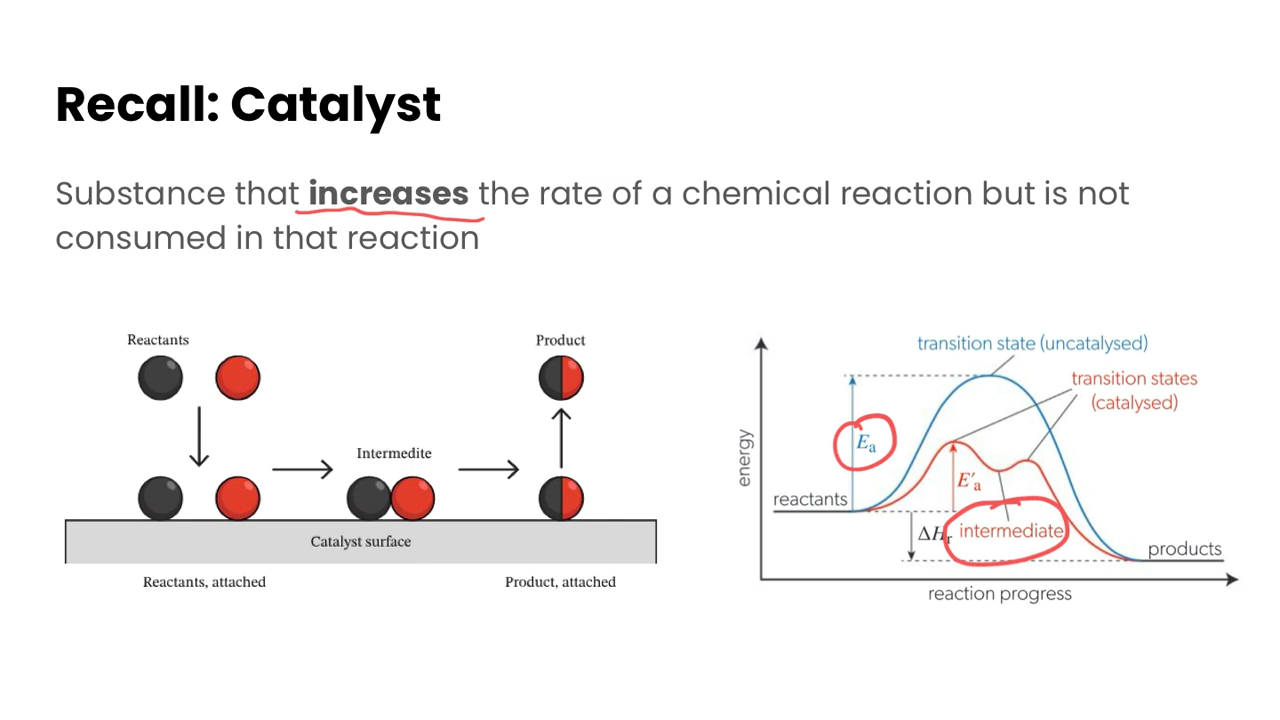 Recall: Catalyst
Substance that increases the rate of a chemical reaction but is not
consumed in that reaction
Reactants
Product
Intermedite
Catalyst surface
Reactants, attached
Product, attached
transition state (uncatalysed)
transition states
(catalysed)
energy
Eₐ
E′ₐ
reactants
ΔHᵣ
intermediate
products
reaction progress